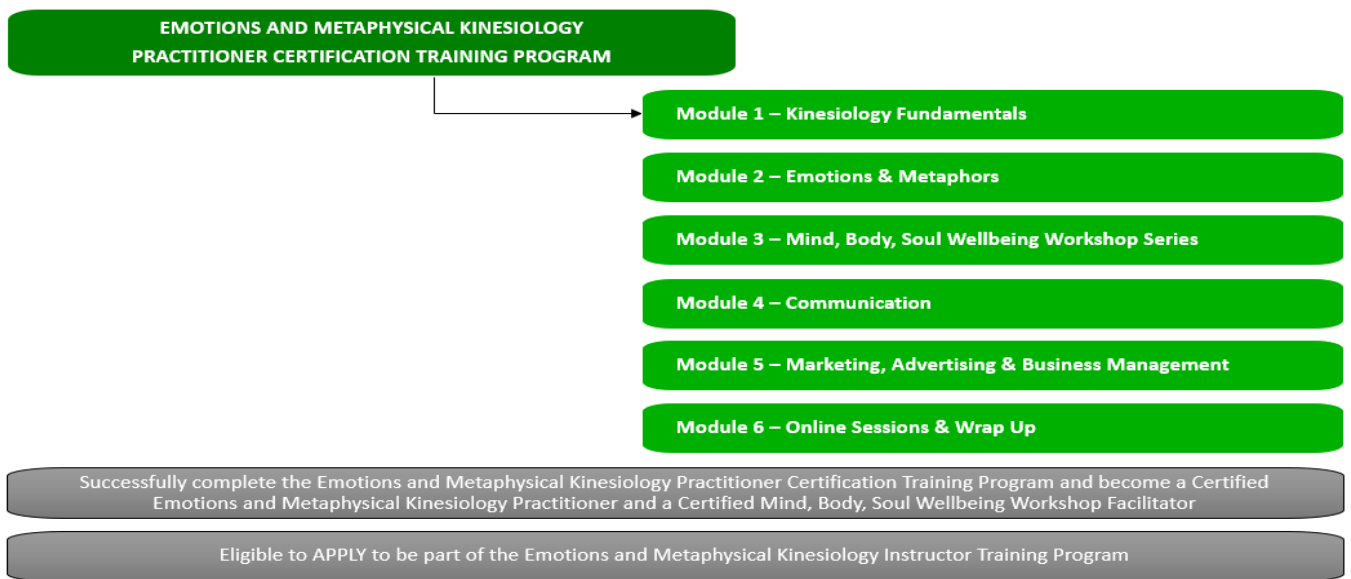 EMOTIONS AND METAPHYSICAL KINESIOLOGY
PRACTITIONER CERTIFICATION TRAINING PROGRAM
Module 1 – Kinesiology Fundamentals
Module 2 – Emotions & Metaphors
Module 3 – Mind, Body, Soul Wellbeing Workshop Series
Module 4 – Communication
Module 5 – Marketing, Advertising & Business Management
Module 6 – Online Sessions & Wrap Up
Successfully complete the Emotions and Metaphysical Kinesiology Practitioner Certification Training Program and become a Certified
Emotions and Metaphysical Kinesiology Practitioner and a Certified Mind, Body, Soul Wellbeing Workshop Facilitator
Eligible to APPLY to be part of the Emotions and Metaphysical Kinesiology Instructor Training Program